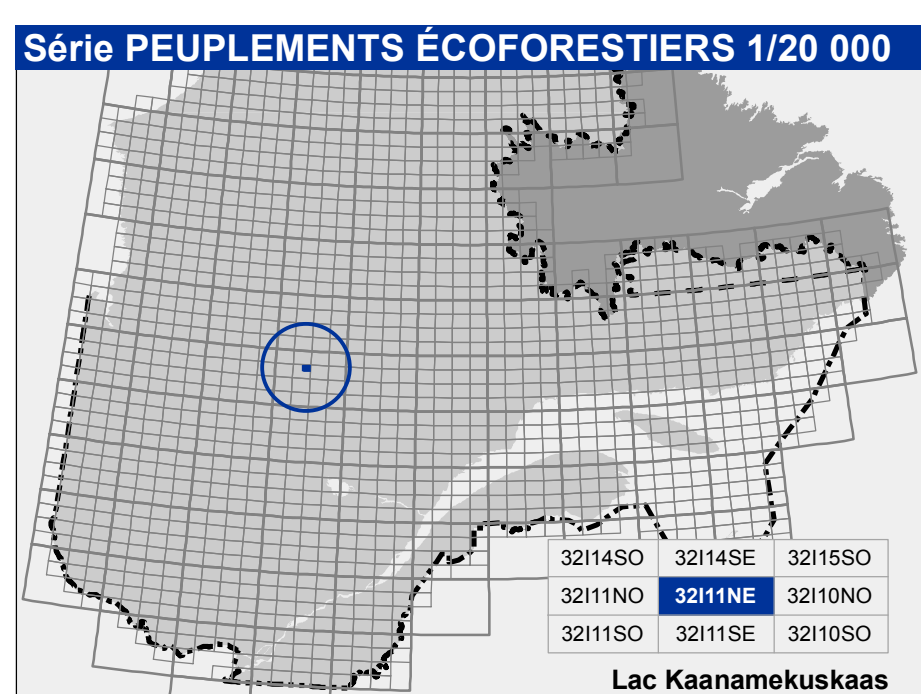 Série PEUPLEMENTS ÉCOFORESTIERS 1/20 000
32I14SO 32I14SE 32I15SO
32I11NO 32I11NE 32I10NO
32I11SO 32I11SE 32I10SO
Lac Kaanamekuskaas